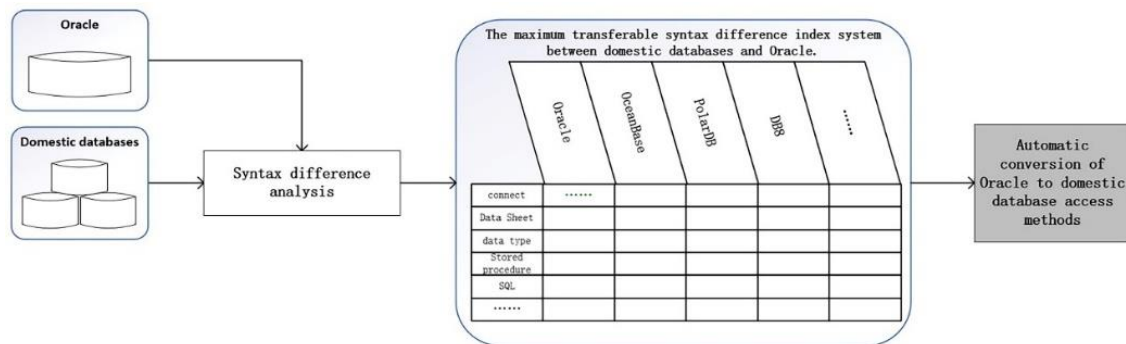 Oracle
Domestic databases
Syntax difference
analysis
The maximum transferable syntax difference index system
between domestic databases and Oracle.
Oracle
OceanBase
PolarDB
DB8
......
connect
......
Data Sheet
data type
Stored
procedure
SQL
......
Automatic
conversion of
Oracle to domestic
database access
methods